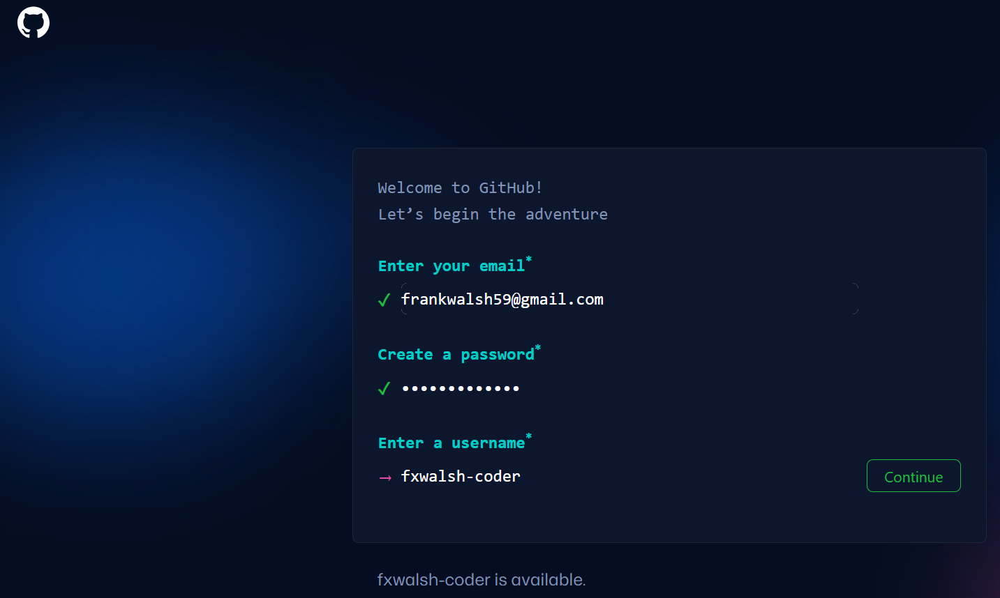 Welcome to GitHub!
Let’s begin the adventure
Enter your email*
✓ frankwalsh59@gmail.com
Create a password*
✓ •••••••••••••
Enter a username*
→ fxwalsh-coder
Continue
fxwalsh-coder is available.